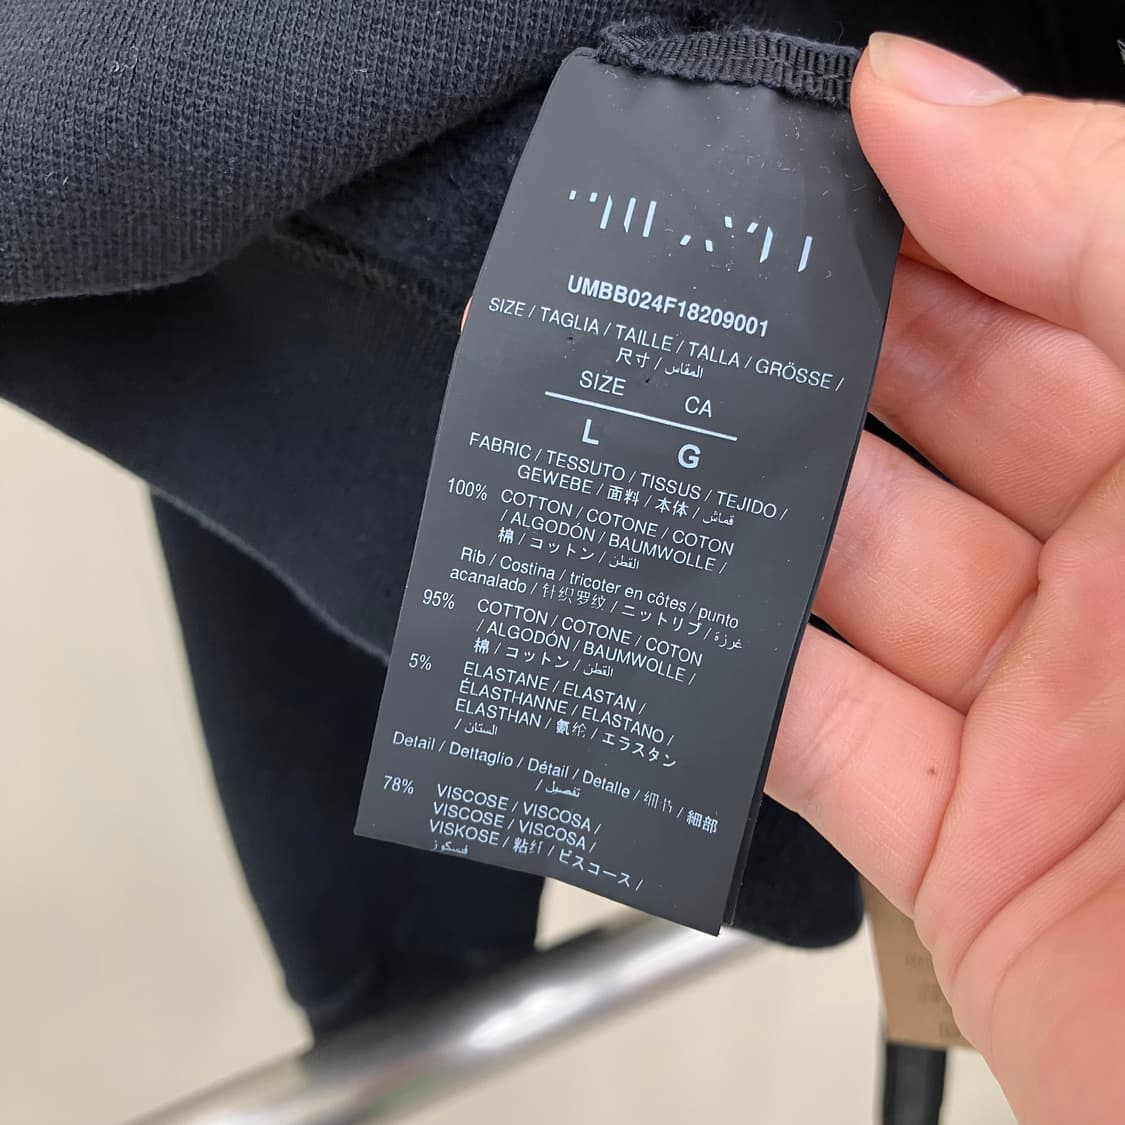 UMBB024F18209001
SIZE / TAGLIA / TAILLE / TALLA / GRÖSSE /
尺寸 / المقاس
SIZE CA
L G
FABRIC / TESSUTO / TISSUS / TEJIDO /
GEWEBE / 面料 / 本体 / قماش
100% COTTON / COTONE / COTON
/ ALGODÓN / BAUMWOLLE /
棉 / コットン / القطن
Rib / Costina / tricoter en côtes / punto
acanalado / 针织罗纹 / ニットリブ / غرزة
95% COTTON / COTONE / COTON
/ ALGODÓN / BAUMWOLLE /
棉 / コットン / القطن
5% ELASTANE / ELASTAN /
ÉLASTHANNE / ELASTANO /
ELASTHAN / 氨纶 / エラスタン
/ الستان
Detail / Dettaglio / Détail / Detalle / 细节 / 細部
/ تفصيل
78% VISCOSE / VISCOSA /
VISCOSE / VISCOSA /
VISKOSE / 粘纤 / ビスコース /
فسكوز